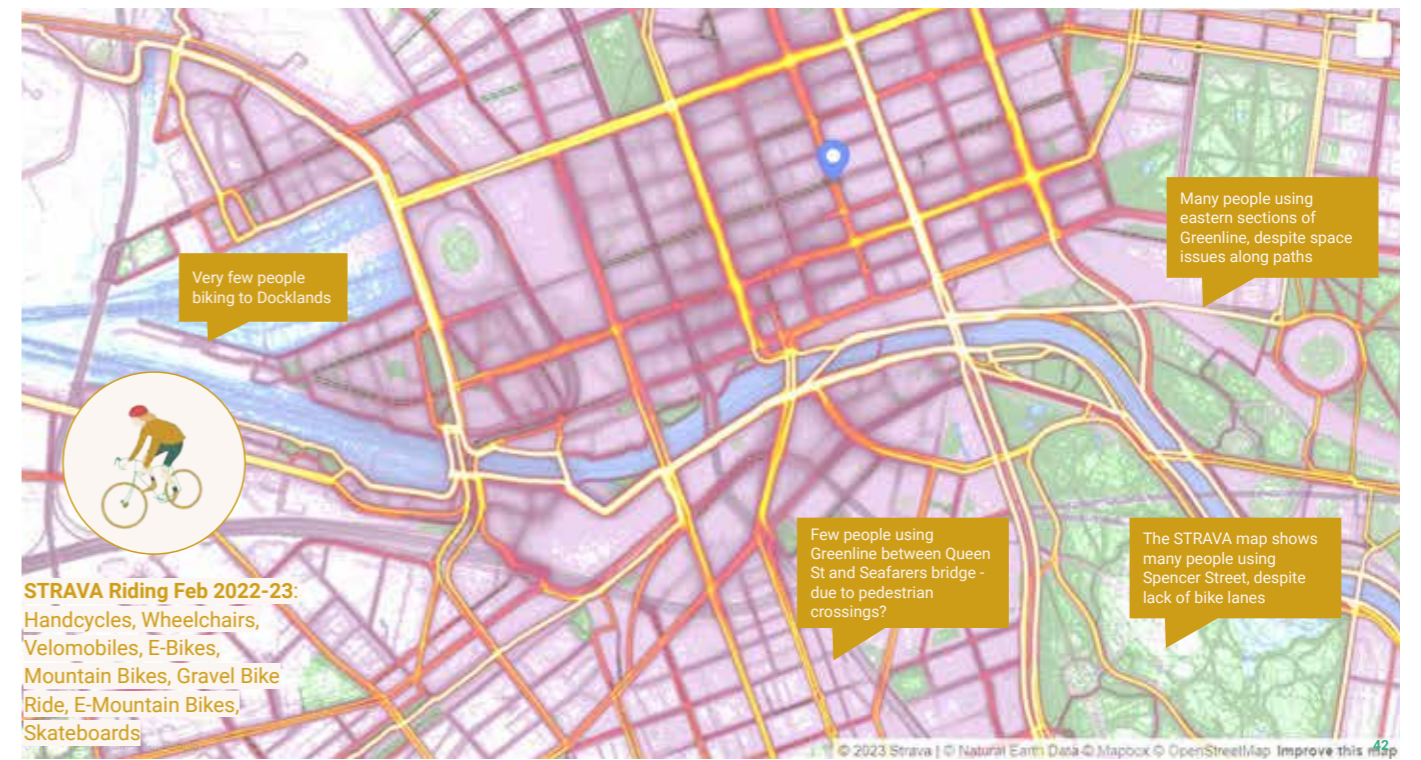 Many people using
eastern sections of
Greenline, despite space
issues along paths
Very few people
biking to Docklands
Few people using
Greenline between Queen
St and Seafarers bridge -
due to pedestrian
crossings?
The STRAVA map shows
many people using
Spencer Street, despite
lack of bike lanes
STRAVA Riding Feb 2022-23:
Handcycles, Wheelchairs,
Velomobiles, E-Bikes,
Mountain Bikes, Gravel Bike
Ride, E-Mountain Bikes,
Skateboards
© 2023 Strava | © Natural Earth Data © Mapbox © OpenStreetMap Improve this map
42